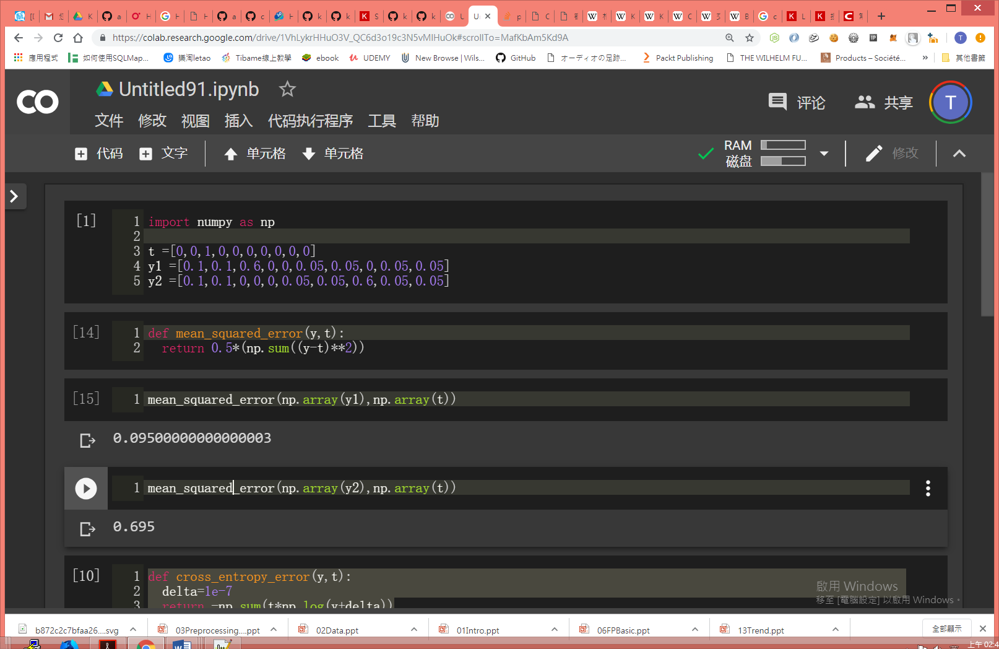 https://colab.research.google.com/drive/1VhLykrHHuO3V_QC6d3o19c3N5vMIHuOk#scrollTo=MafKbAm5Kd9A
應用程式 如何使用SQLMap... 樂淘letao Tibame線上教學 ebook UDEMY New Browse | Wils... GitHub オーディオの足跡... Packt Publishing THE WILHELM FU... Products – Société... » 其他書籤
CO Untitled91.ipynb
评论 共享 T
文件 修改 视图 插入 代码执行程序 工具 帮助
代码 文字 单元格 单元格 RAM 磁盘 修改
[1]
1 import numpy as np
2
3 t =[0,0,1,0,0,0,0,0,0,0]
4 y1 =[0.1,0.1,0.6,0,0,0.05,0.05,0,0.05,0.05]
5 y2 =[0.1,0.1,0,0,0,0.05,0.05,0.6,0.05,0.05]
[14]
1 def mean_squared_error(y,t):
2 return 0.5*(np.sum((y-t)**2))
[15]
1 mean_squared_error(np.array(y1),np.array(t))
0.09500000000000003
1 mean_squared_error(np.array(y2),np.array(t))
0.695
[10]
1 def cross_entropy_error(y,t):
2 delta=1e-7
3 return -np.sum(t*np.log(y+delta))
啟用 Windows
移至 [電腦設定] 以啟用 Windows。
b872c2c7bfaa26....svg 03Preprocessing....ppt 02Data.ppt 01Intro.ppt 06FPBasic.ppt 13Trend.ppt 全部顯示
上午 02:4